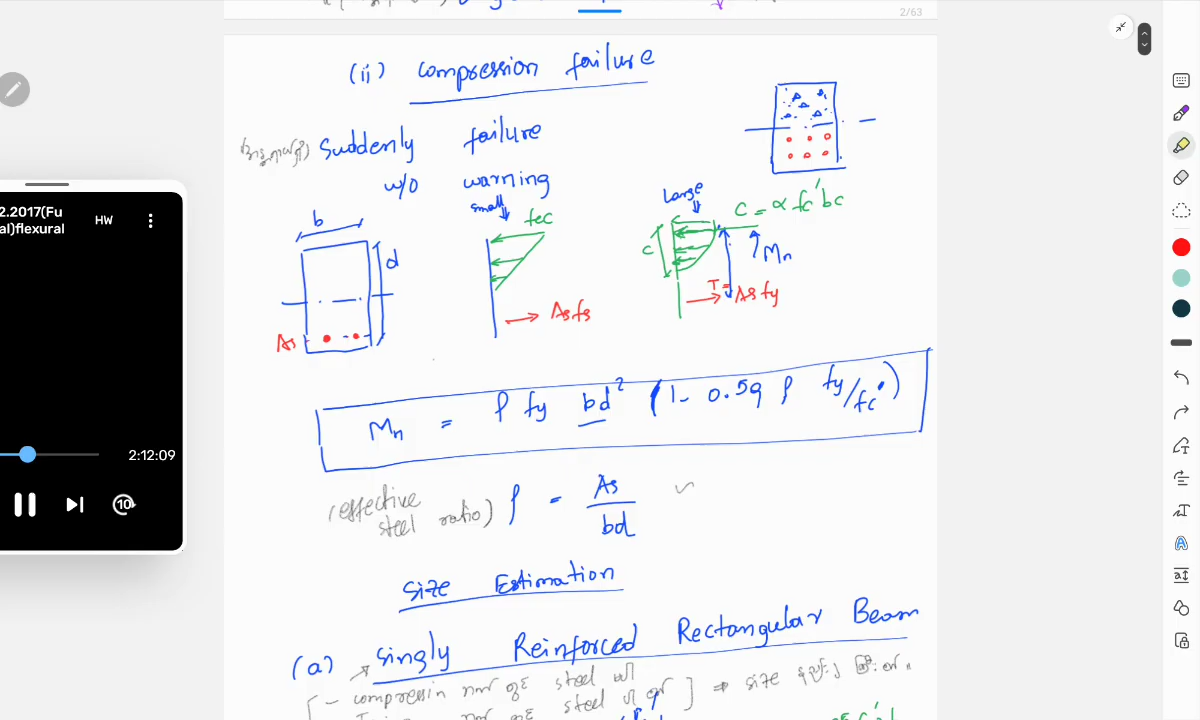 2/63
(ii) compression failure
Suddenly failure
w/o warning
small
fec
Large
C = α fc' bc
b
d
c
Mn
T =
As fy
As
As fs
Mn = ρ fy bd² (1 - 0.59 ρ fy/fc')
(effective steel ratio) ρ = As
bd
Size Estimation
(a) Singly Reinforced Rectangular Beam
[ - compressin
steel
] ⇒ size
steel
2.2017(Fu
al)flexural
HW
2:12:09
10